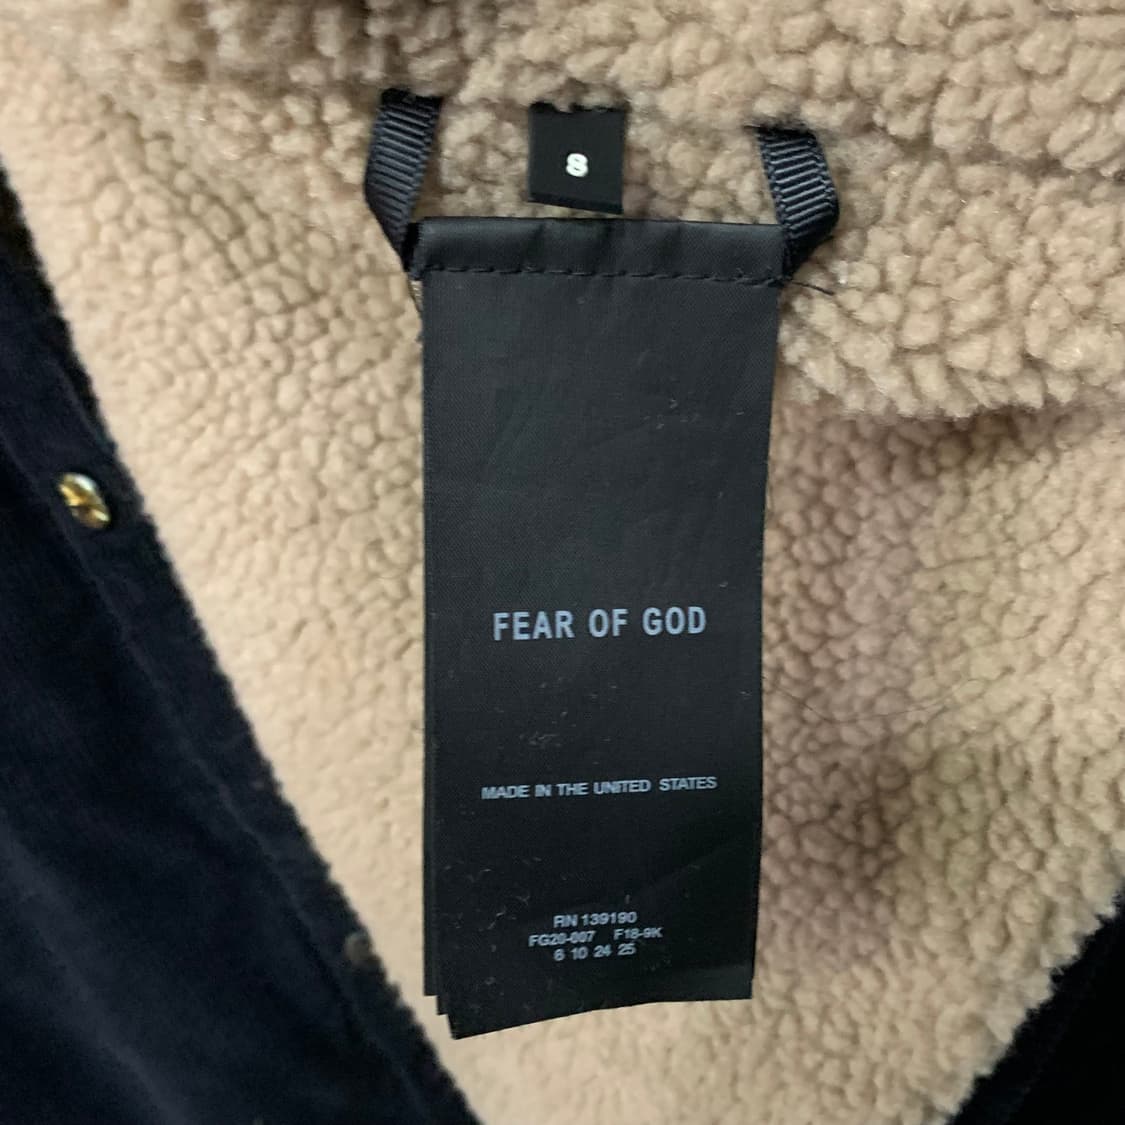 S
FEAR OF GOD
MADE IN THE UNITED STATES
RN 139190
FG20-007 F18-9K
6 10 24 25